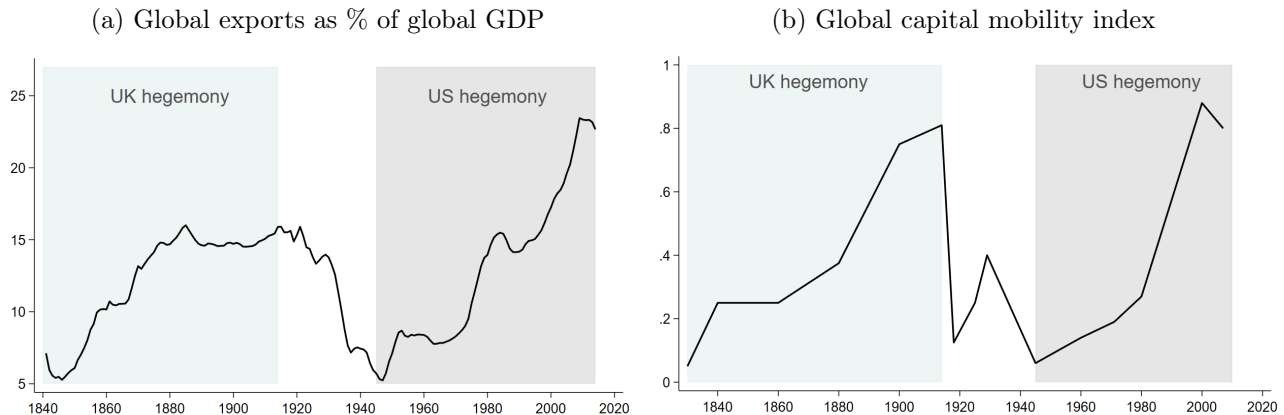 (a) Global exports as % of global GDP
25
20
15
10
5
UK hegemony
US hegemony
1840 1860 1880 1900 1920 1940 1960 1980 2000 2020
(b) Global capital mobility index
1
.8
.6
.4
.2
0
UK hegemony
US hegemony
1840 1860 1880 1900 1920 1940 1960 1980 2000 2020